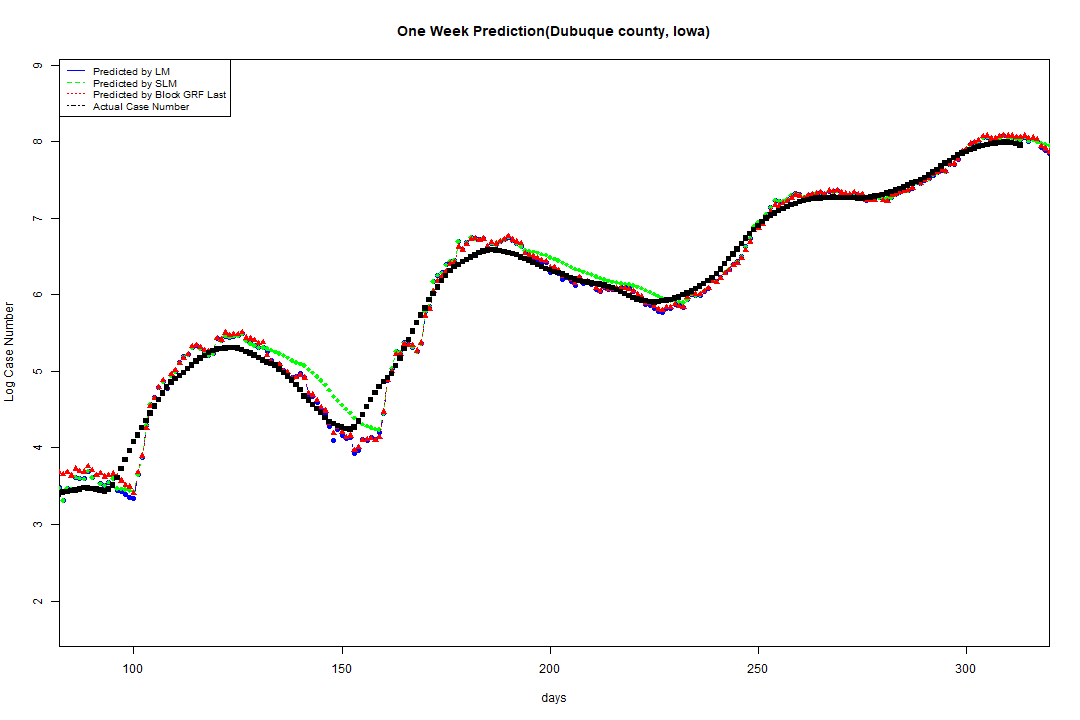 One Week Prediction(Dubuque county, Iowa)
Predicted by LM
Predicted by SLM
Predicted by Block GRF Last
Actual Case Number
9
8
7
6
5
4
3
2
Log Case Number
100 150 200 250 300
days